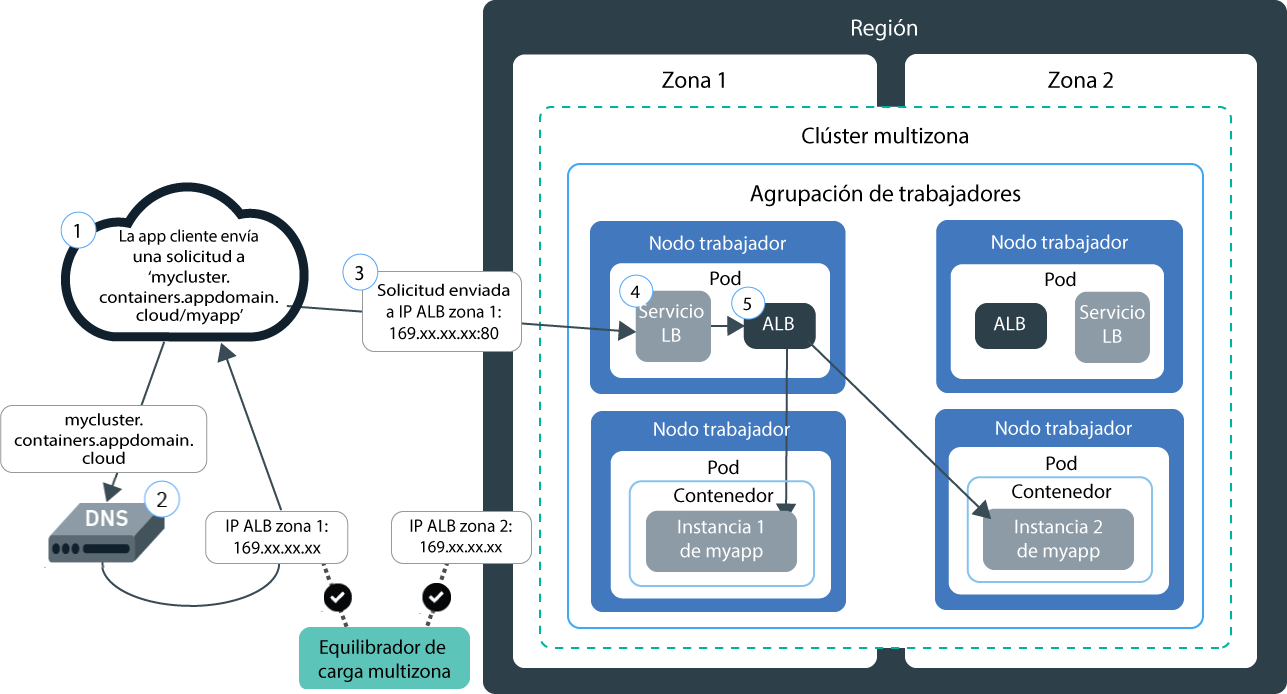 Región
Zona 1
Zona 2
Clúster multizona
Agrupación de trabajadores
1
La app cliente envía
una solicitud a
‘mycluster.
containers.appdomain.
cloud/myapp’
3
Solicitud enviada
a IP ALB zona 1:
169.xx.xx.xx:80
Nodo trabajador
Pod
4
Servicio
LB
5
ALB
Nodo trabajador
Pod
ALB
Servicio
LB
mycluster.
containers.appdomain.
cloud
2
DNS
IP ALB zona 1:
169.xx.xx.xx
IP ALB zona 2:
169.xx.xx.xx
Equilibrador de
carga multizona
Nodo trabajador
Pod
Contenedor
Instancia 1
de myapp
Nodo trabajador
Pod
Contenedor
Instancia 2
de myapp